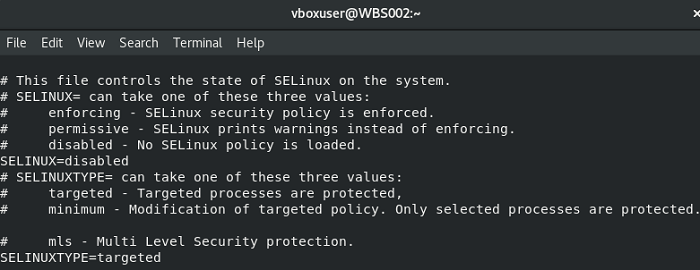 vboxuser@WBS002:~
File Edit View Search Terminal Help
# This file controls the state of SELinux on the system.
# SELINUX= can take one of these three values:
#     enforcing - SELinux security policy is enforced.
#     permissive - SELinux prints warnings instead of enforcing.
#     disabled - No SELinux policy is loaded.
SELINUX=disabled
# SELINUXTYPE= can take one of these three values:
#     targeted - Targeted processes are protected,
#     minimum - Modification of targeted policy. Only selected processes are protected.
#     mls - Multi Level Security protection.
SELINUXTYPE=targeted